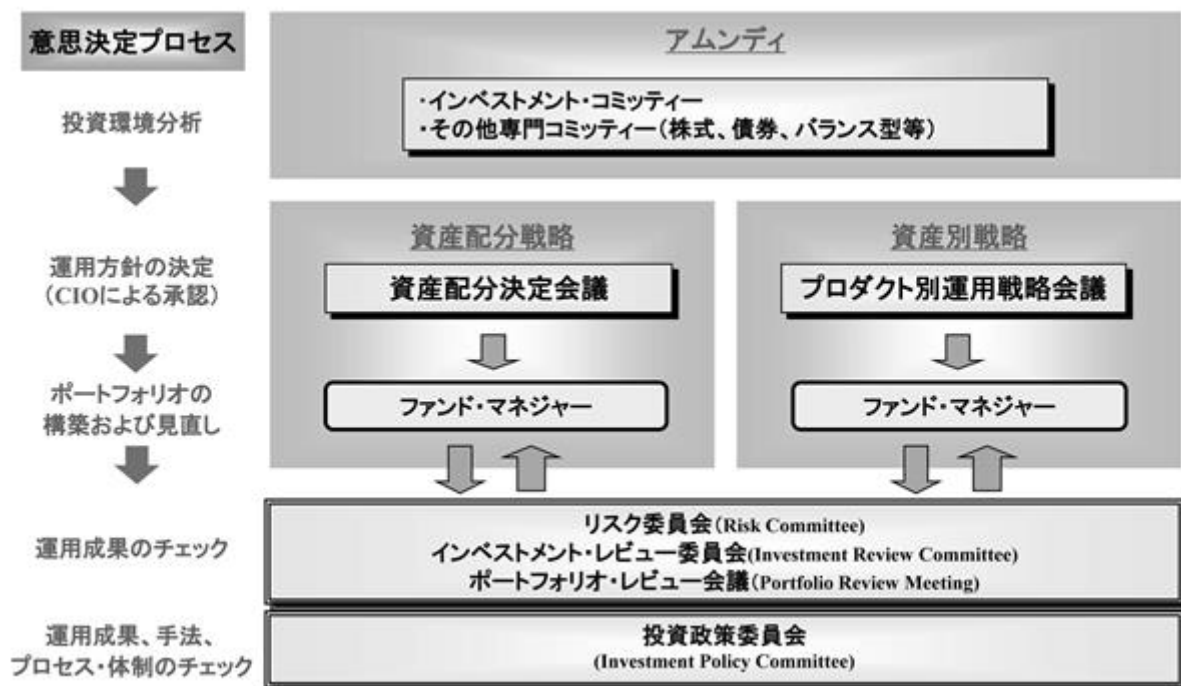 意思決定プロセス
アムンディ
投資環境分析
・インベストメント・コミッティー
・その他専門コミッティー（株式、債券、バランス型等）
運用方針の決定
（CIOによる承認）
資産配分戦略
資産配分決定会議
資産別戦略
プロダクト別運用戦略会議
ポートフォリオの
構築および見直し
ファンド・マネジャー
ファンド・マネジャー
運用成果のチェック
リスク委員会（Risk Committee)
インベストメント・レビュー委員会(Investment Review Committee)
ポートフォリオ・レビュー会議（Portfolio Review Meeting)
運用成果、手法、
プロセス・体制のチェック
投資政策委員会
(Investment Policy Committee)